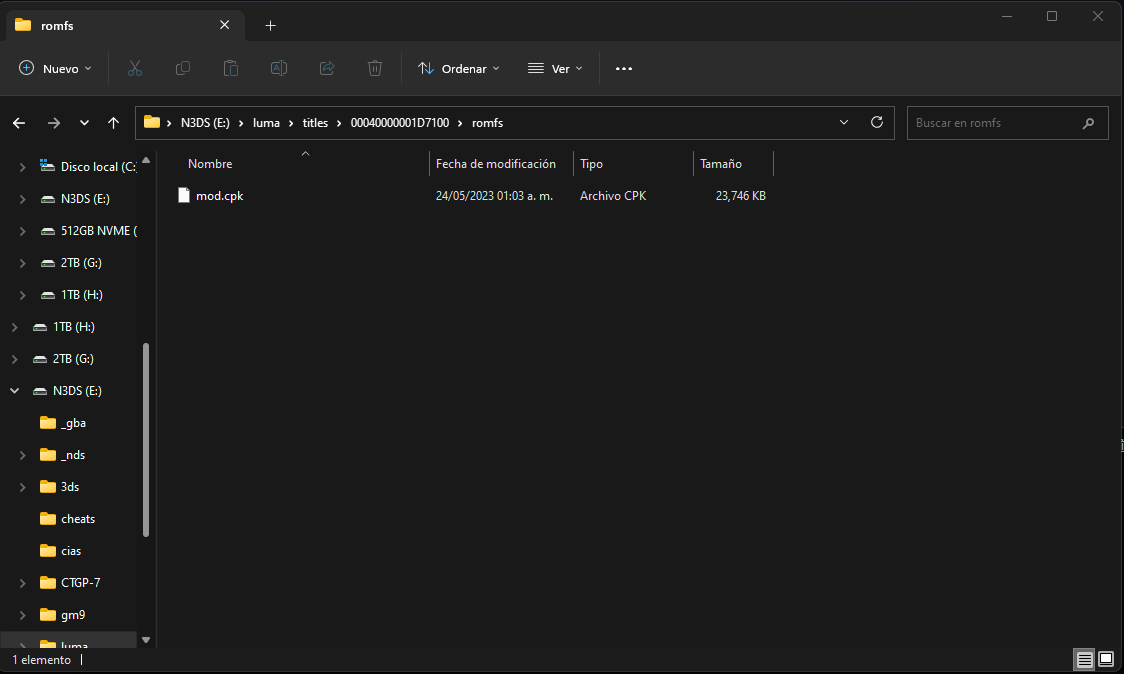 romfs
Nuevo
Ordenar
Ver
N3DS (E:) luma titles 00040000001D7100 romfs
Buscar en romfs
Nombre Fecha de modificación Tipo Tamaño
mod.cpk 24/05/2023 01:03 a. m. Archivo CPK 23,746 KB
Disco local (C:
N3DS (E:)
512GB NVME (
2TB (G:)
1TB (H:)
1TB (H:)
2TB (G:)
N3DS (E:)
_gba
_nds
3ds
cheats
cias
CTGP-7
gm9
luma
1 elemento